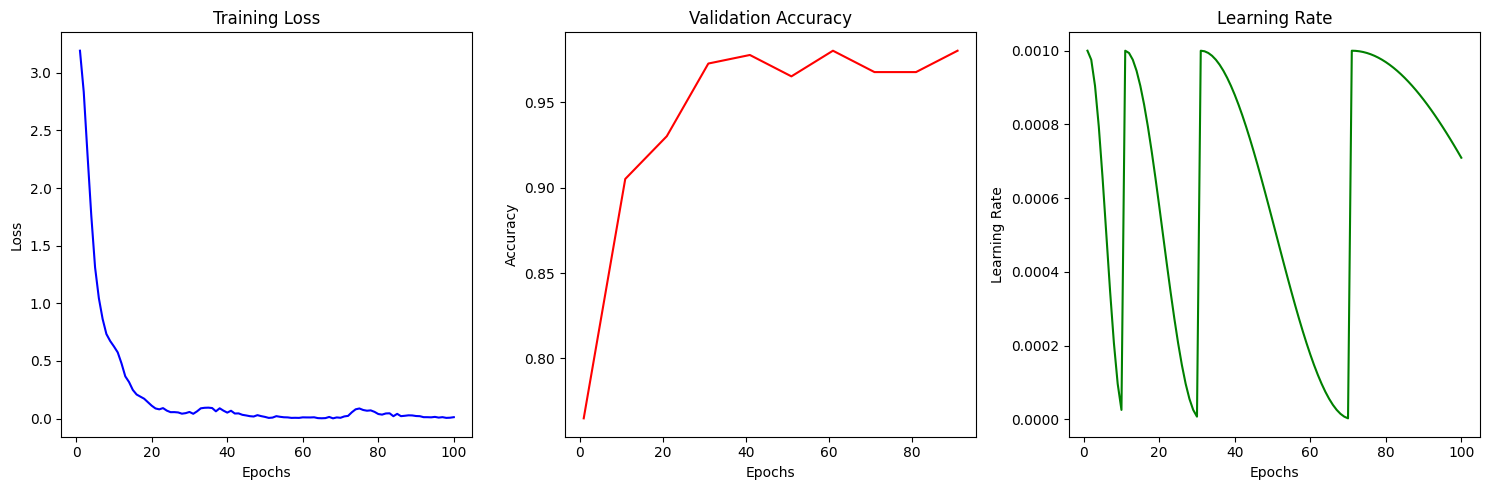 Training Loss
Loss
3.0
2.5
2.0
1.5
1.0
0.5
0.0
0 20 40 60 80 100
Epochs
Validation Accuracy
Accuracy
0.95
0.90
0.85
0.80
0 20 40 60 80
Epochs
Learning Rate
Learning Rate
0.0010
0.0008
0.0006
0.0004
0.0002
0.0000
0 20 40 60 80 100
Epochs